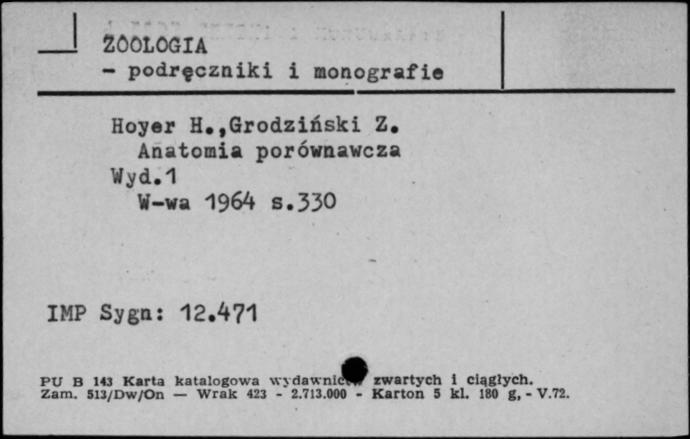 ZOOLOGIA
- podręczniki i monografie
Hoyer H.,Grodziński Z.
Anatomia porównawcza
Wyd.1
W-wa 1964 s.330
IMP Sygn: 12.471
PU B 143 Karta katalogowa zwartych i ciągłych.
Zam. 513/Dw/On — Wrak 423 - 2.713.000 - Karton 5 kl. 180 g, - V.72.